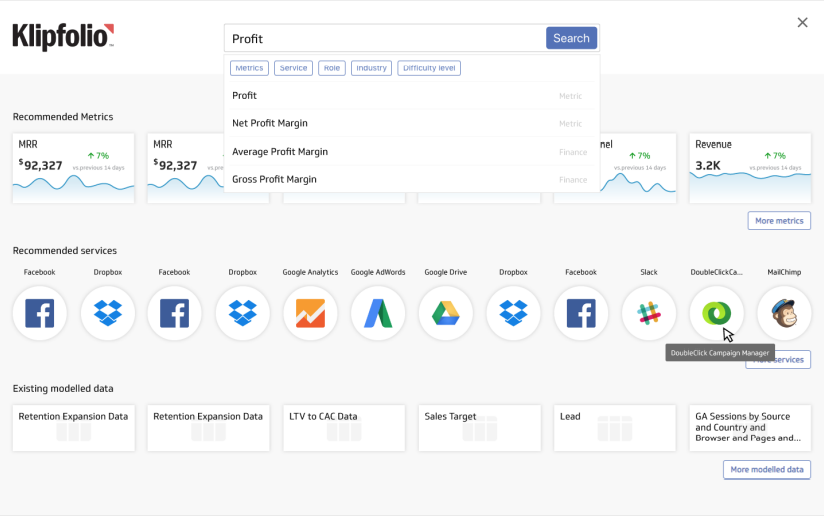 Klipfolio
Profit
Search
Metrics
Service
Role
Industry
Difficulty level
Profit
Metric
Net Profit Margin
Metric
Average Profit Margin
Finance
Gross Profit Margin
Finance
Recommended Metrics
MRR
7%
$92,327
vs.previous 14 days
MRR
$92,327
vs.pre
nel
7%
vs.previous 14 days
Revenue
7%
3.2K
vs.previous 14 days
More metrics
Recommended services
Facebook
Dropbox
Facebook
Dropbox
Google Analytics
Google AdWords
Google Drive
Dropbox
Facebook
Slack
DoubleClickCa...
MailChimp
DoubleClick Campaign Manager
services
Existing modelled data
Retention Expansion Data
Retention Expansion Data
LTV to CAC Data
Sales Target
Lead
GA Sessions by Source
and Country and
Browser and Pages and...
More modelled data